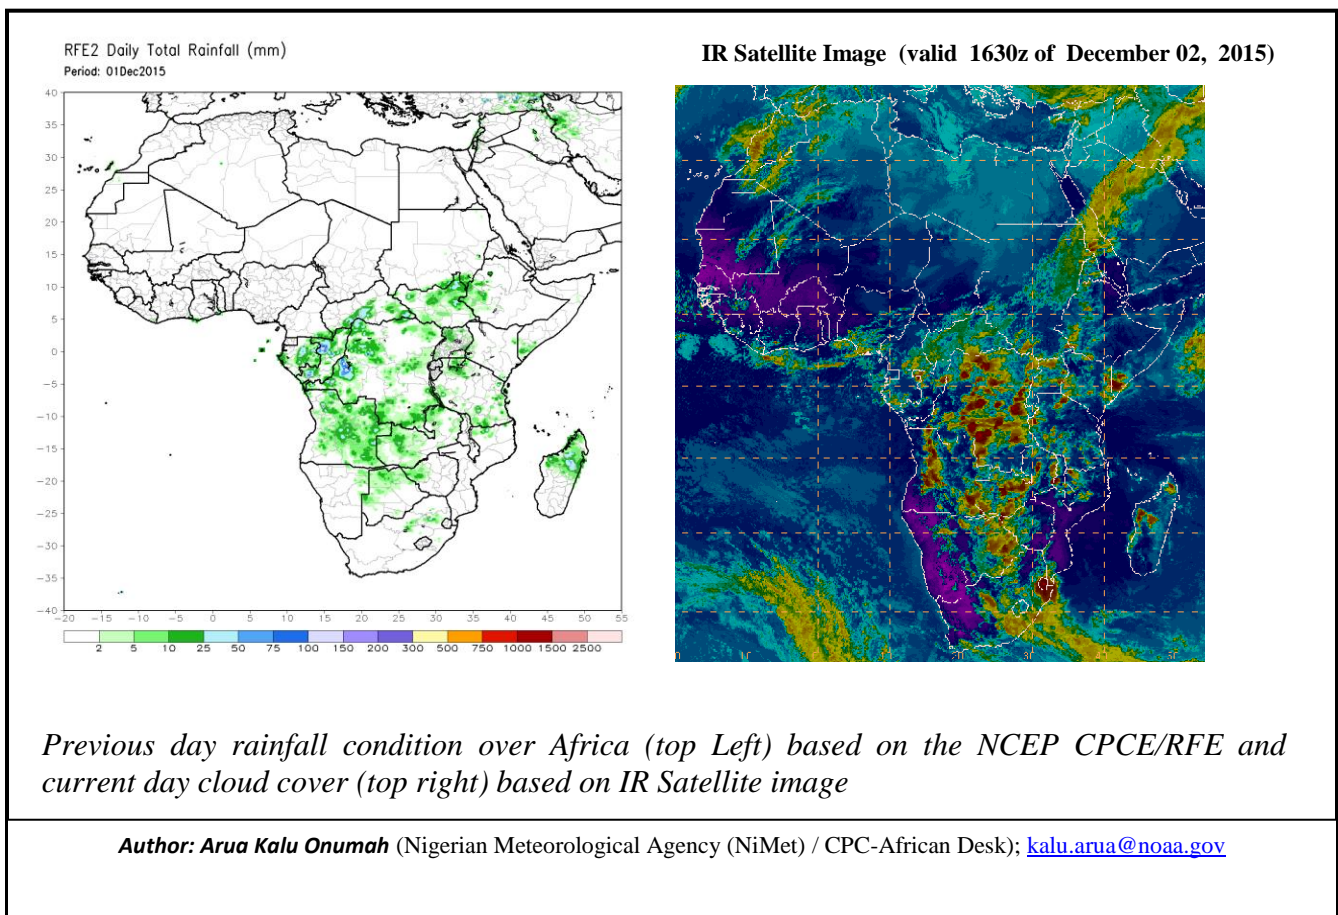 RFE2 Daily Total Rainfall (mm)
Period: 01Dec2015
IR Satellite Image (valid 1630z of December 02, 2015)
40
35
30
25
20
15
10
5
0
-5
-10
-15
-20
-25
-30
-35
-40
-20 -15 -10 -5 0 5 10 15 20 25 30 35 40 45 50 55
2 5 10 25 50 75 100 150 200 300 500 750 1000 1500 2500
Previous day rainfall condition over Africa (top Left) based on the NCEP CPCE/RFE and
current day cloud cover (top right) based on IR Satellite image
Author: Arua Kalu Onumah (Nigerian Meteorological Agency (NiMet) / CPC-African Desk); kalu.arua@noaa.gov